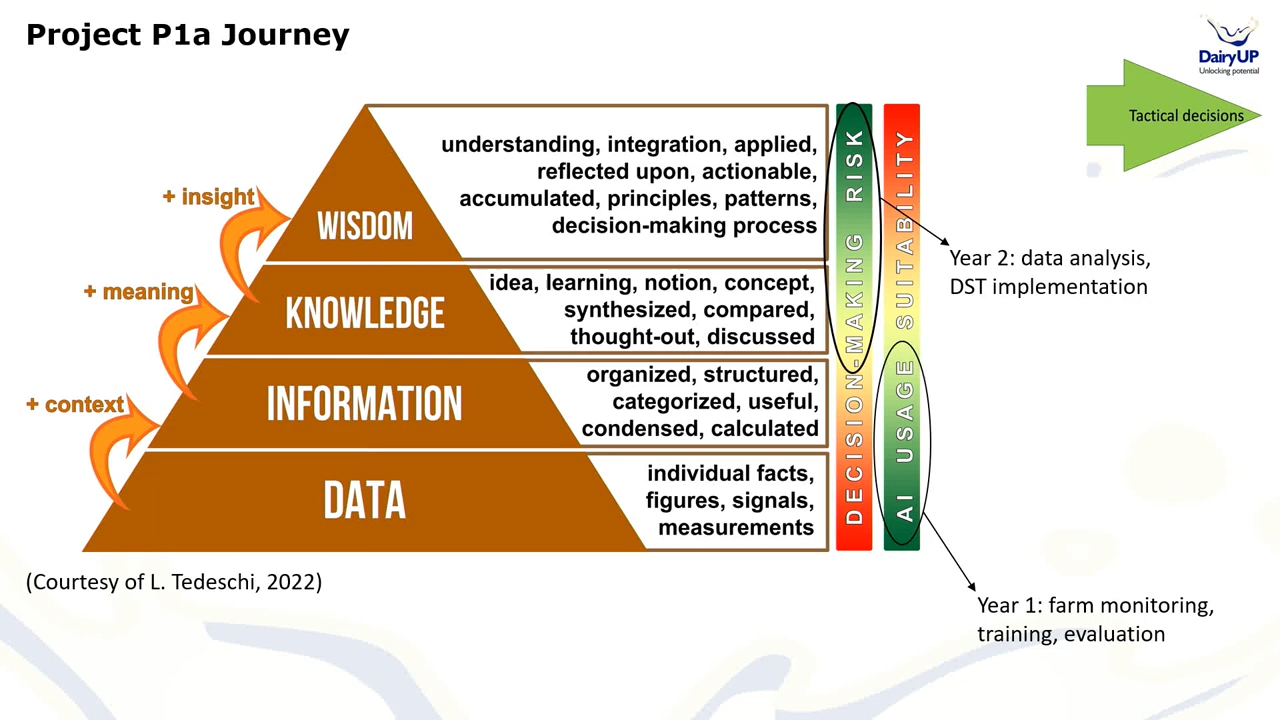 Project P1a Journey
DairyUP
Unlocking potential
Tactical decisions
+ insight
+ meaning
+ context
WISDOM
KNOWLEDGE
INFORMATION
DATA
understanding, integration, applied,
reflected upon, actionable,
accumulated, principles, patterns,
decision-making process
idea, learning, notion, concept,
synthesized, compared,
thought-out, discussed
organized, structured,
categorized, useful,
condensed, calculated
individual facts,
figures, signals,
measurements
DECISION-MAKING RISK
AI USAGE SUITABILITY
Year 2: data analysis,
DST implementation
Year 1: farm monitoring,
training, evaluation
(Courtesy of L. Tedeschi, 2022)